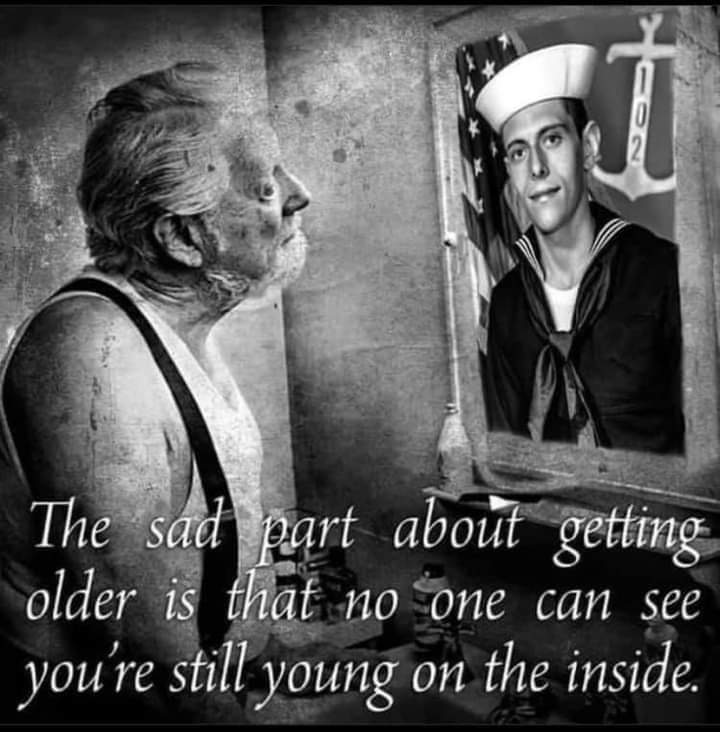 102
The sad part about getting
older is that no one can see
you're still young on the inside.